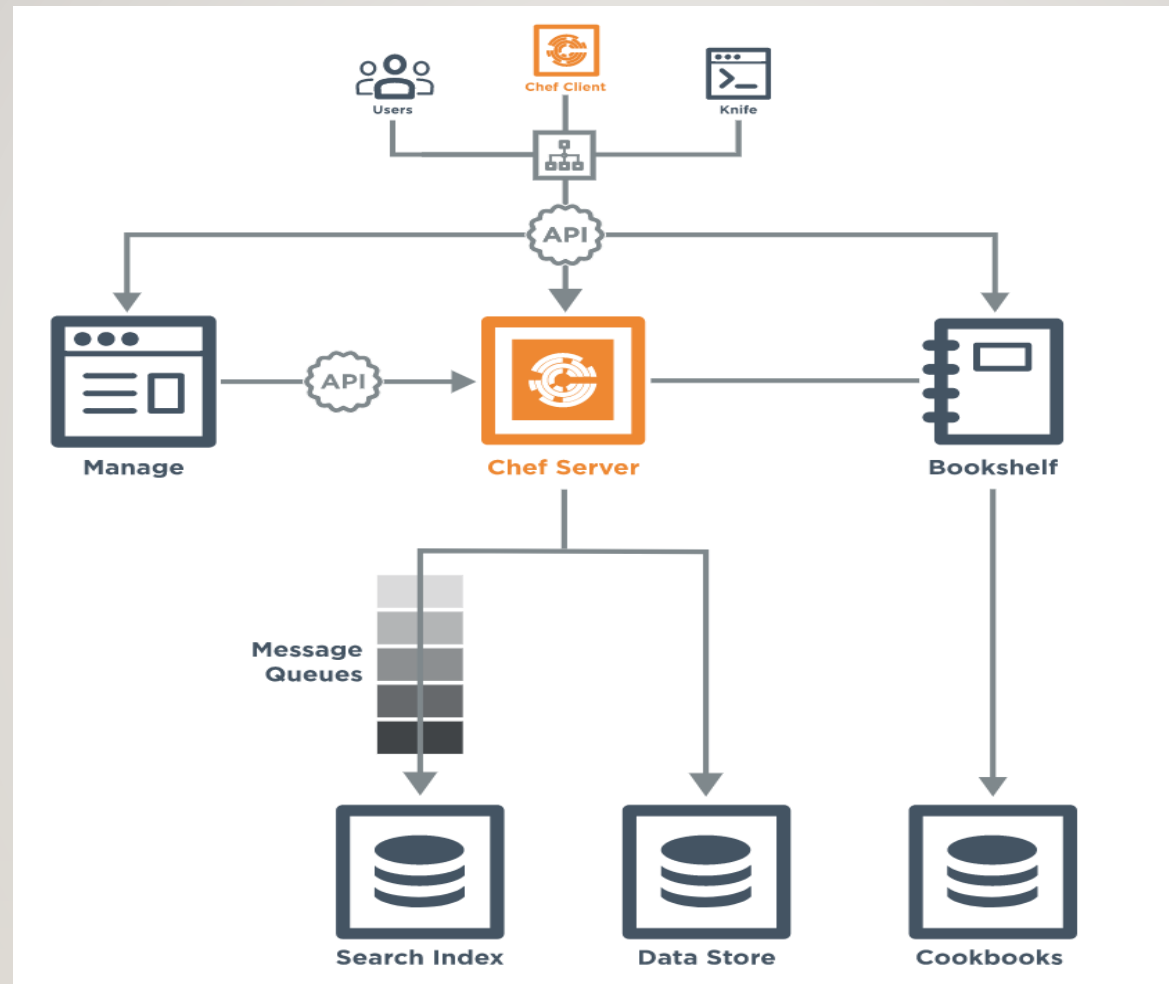 Chef Client
Users
Knife
API
API
Manage
Chef Server
Bookshelf
Message
Queues
Search Index
Data Store
Cookbooks